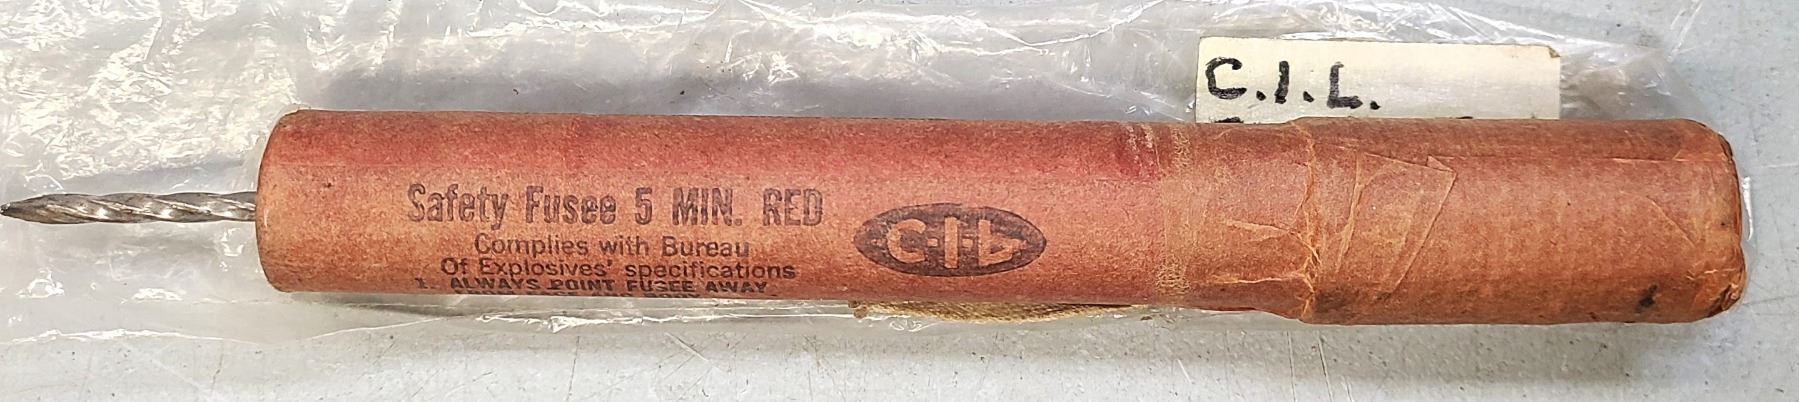 C.I.L.
Safety Fusee 5 MIN. RED
Complies with Bureau
Of Explosives' specifications
1. ALWAYS POINT FUSEE AWAY
C-I-L